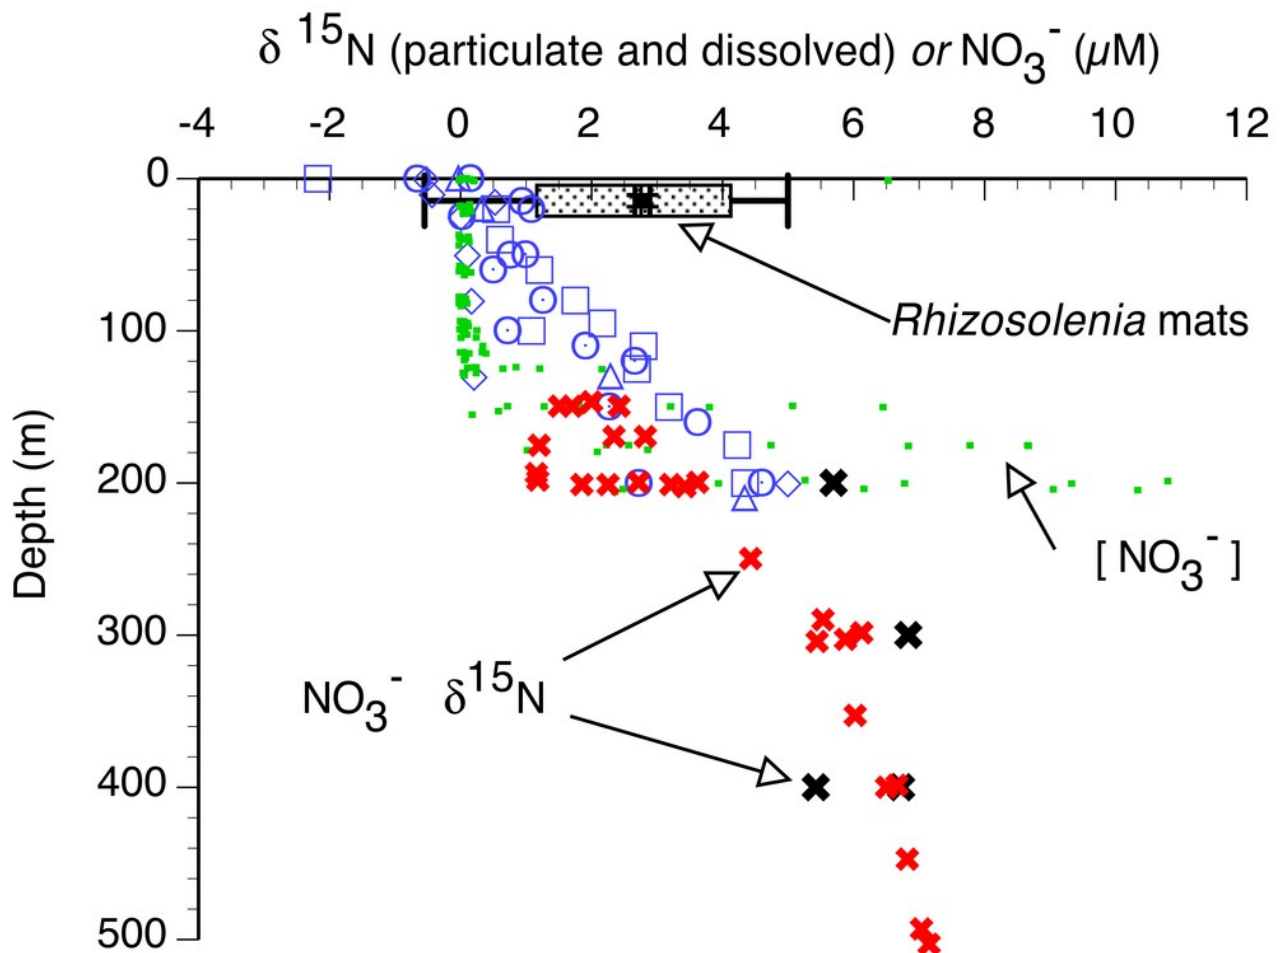 δ ¹⁵N (particulate and dissolved) or NO₃⁻ (µM)
-4 -2 0 2 4 6 8 10 12
0
Rhizosolenia mats
100
Depth (m)
200
[ NO₃⁻ ]
300
NO₃⁻ δ¹⁵N
400
500